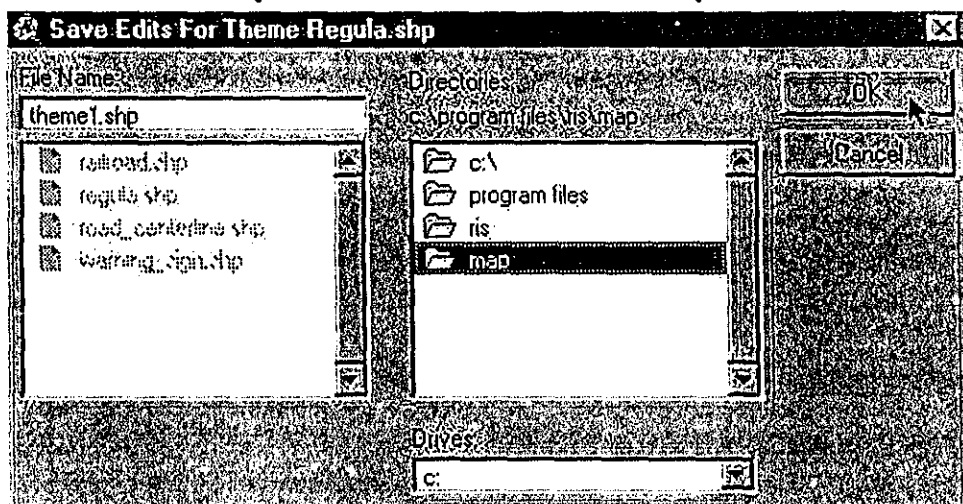 Save Edits For Theme Regula.shp
File Name:
theme1.shp
railroad.shp
regula.shp
road_centerline.shp
warning_sign.shp
Directories:
c:\program files\ris\map
c:\
program files
ris
map
Drives:
c:
OK
Cancel